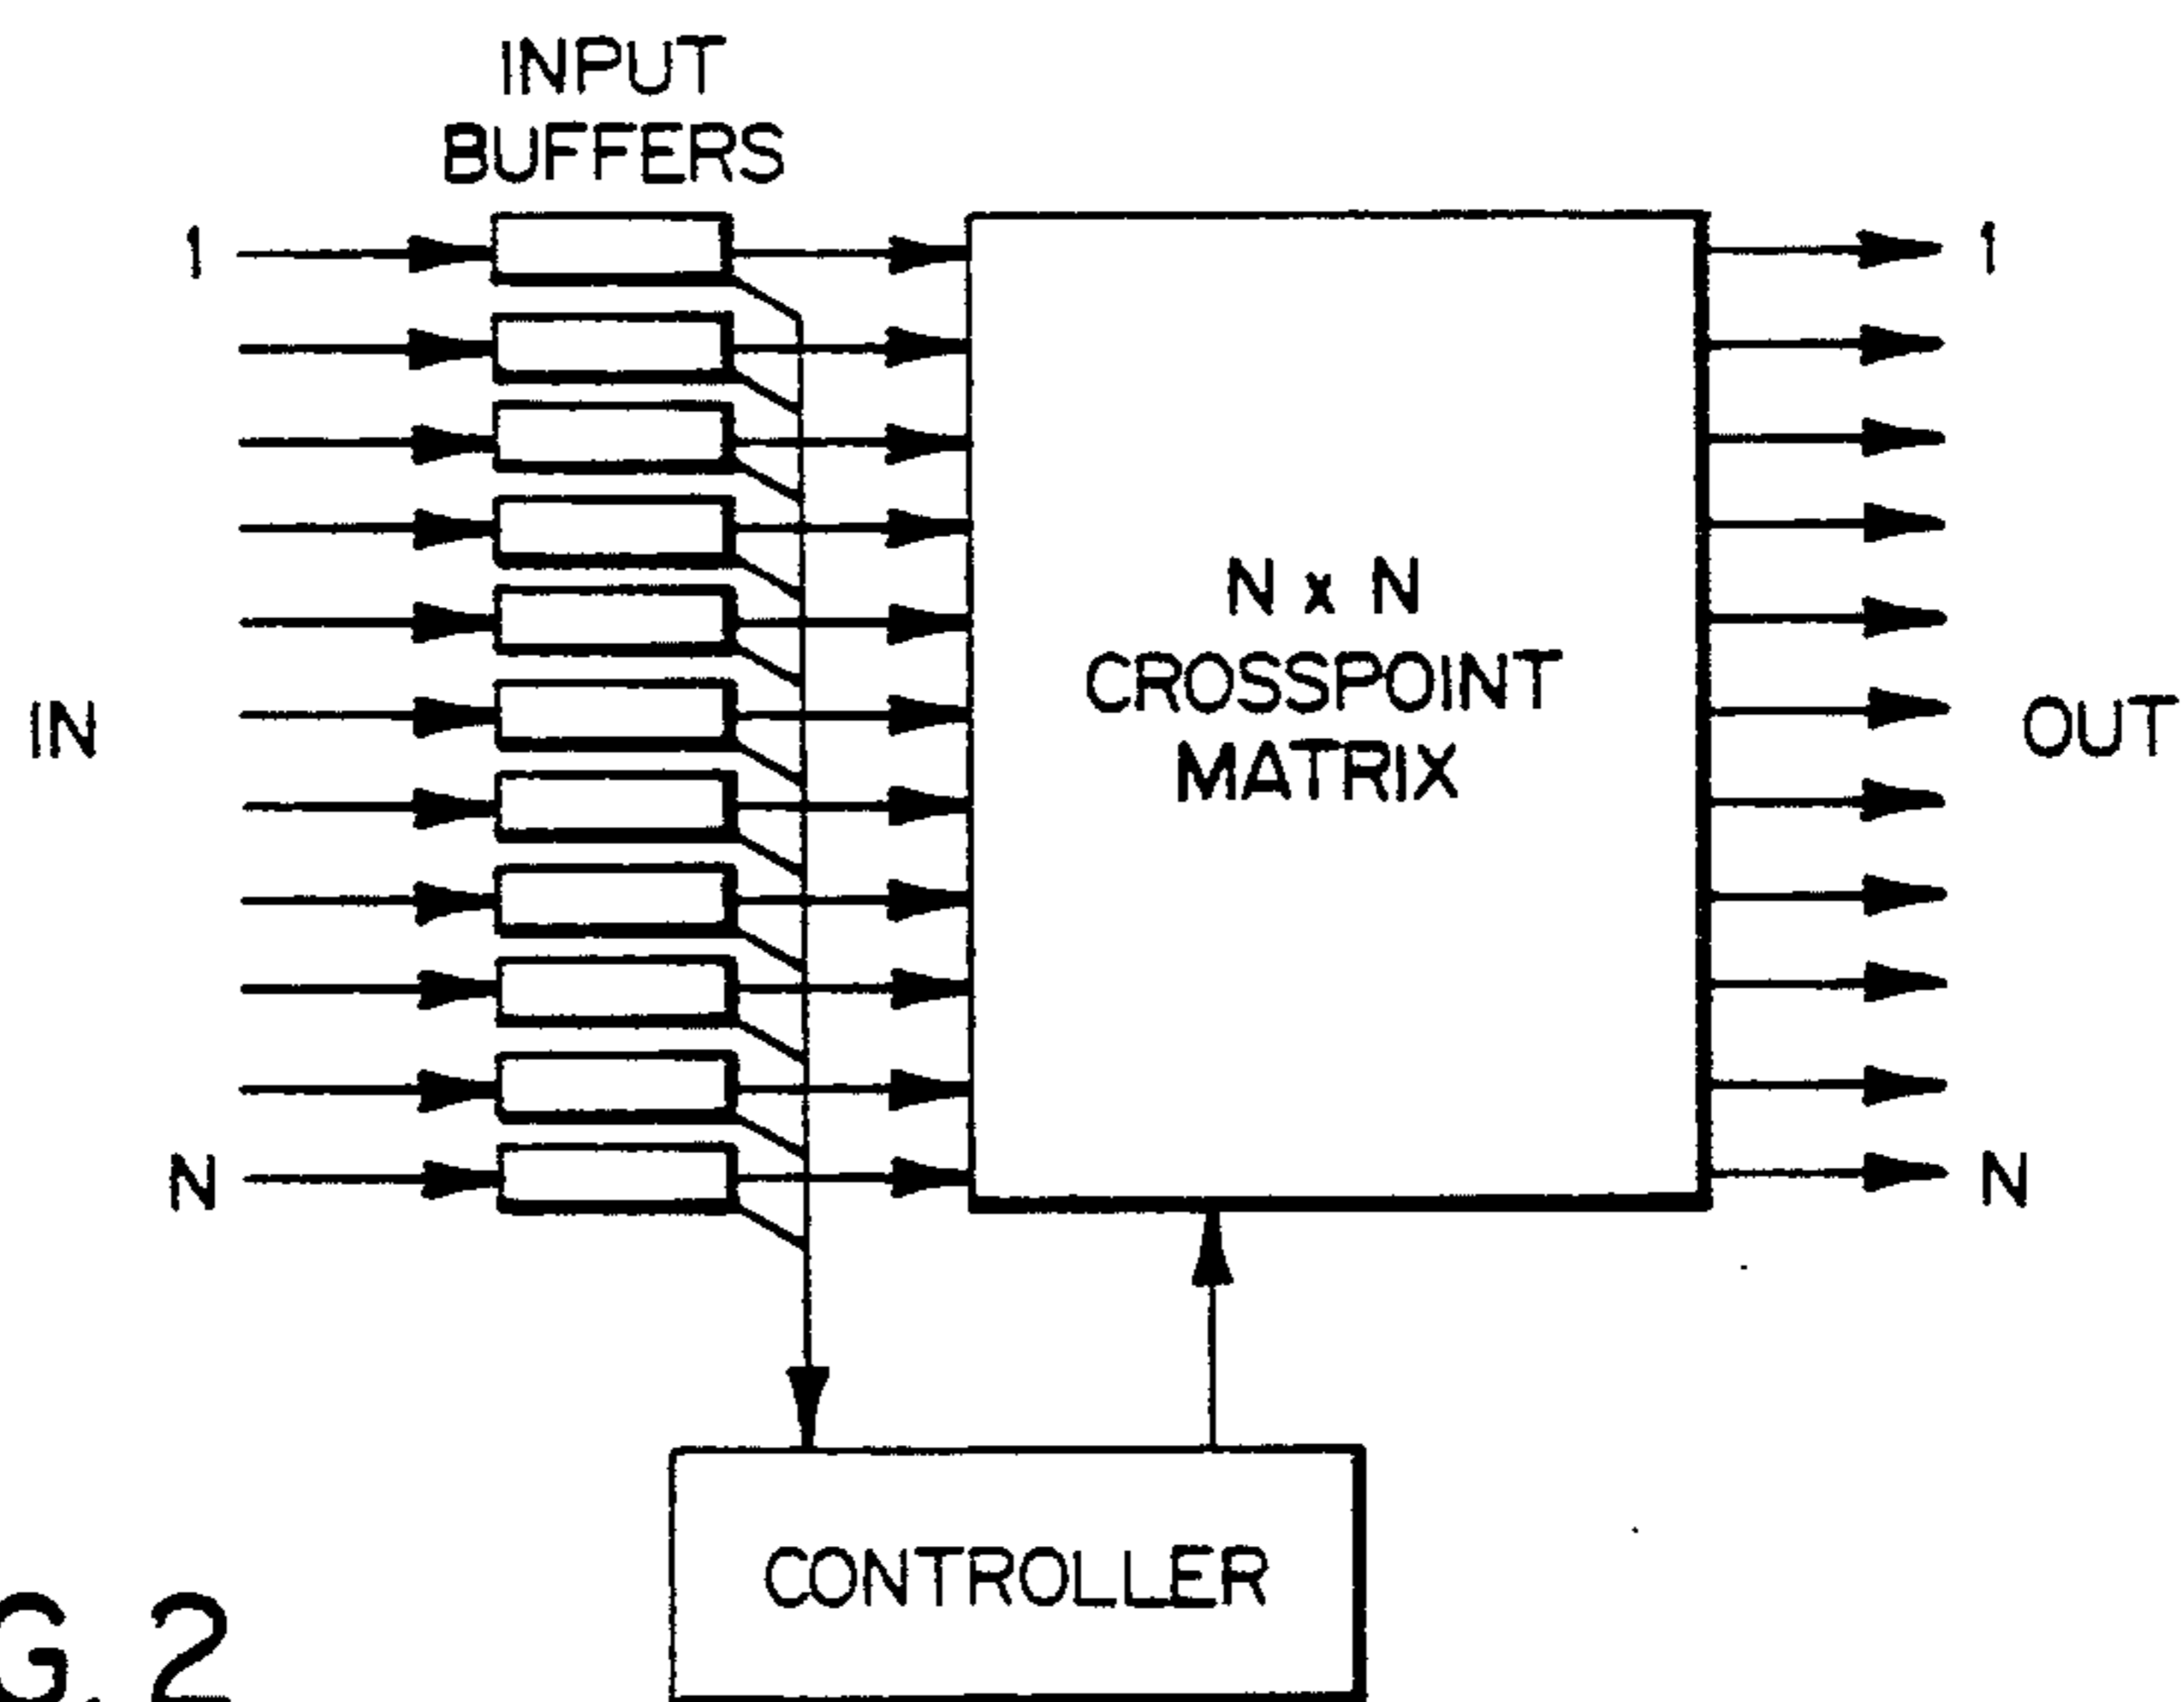 INPUT
BUFFERS
1
1
N x N
CROSSPOINT
MATRIX
IN
OUT
N
N
CONTROLLER
G. 2